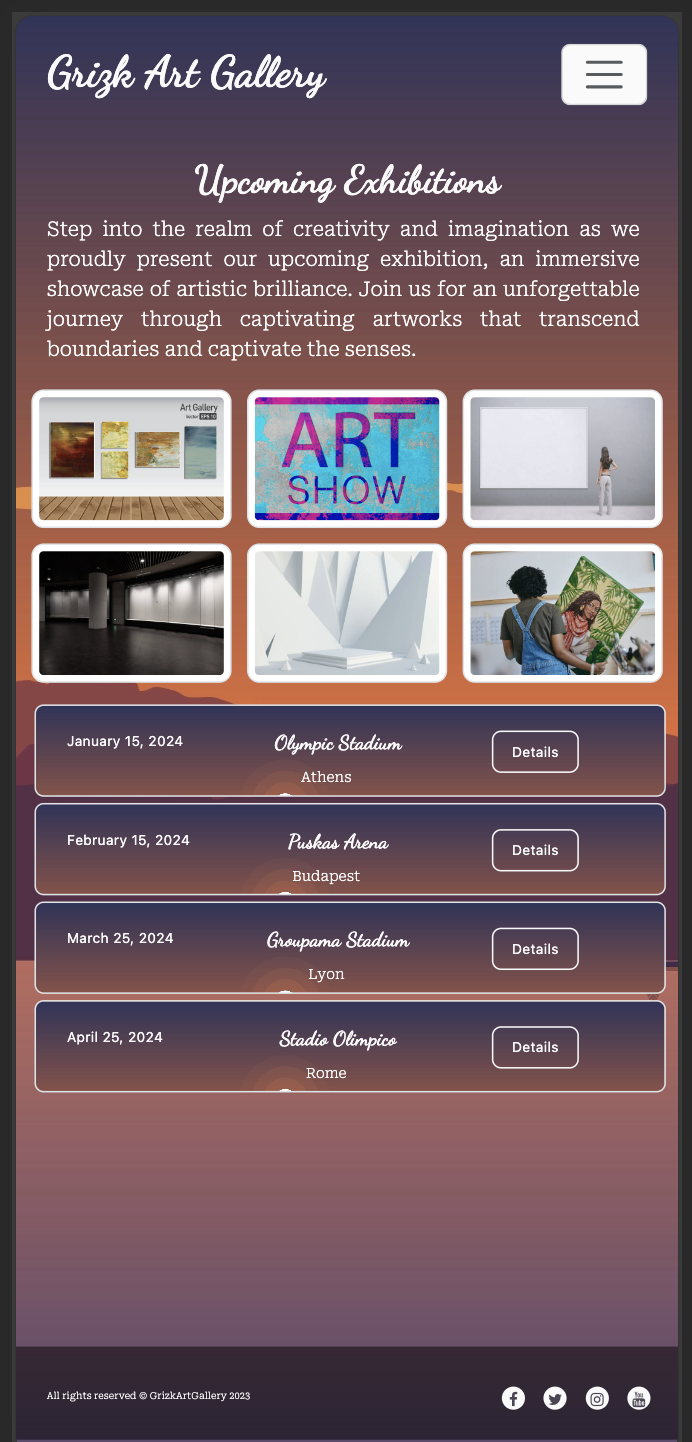 Grizk Art Gallery
Upcoming Exhibitions
Step into the realm of creativity and imagination as we
proudly present our upcoming exhibition, an immersive
showcase of artistic brilliance. Join us for an unforgettable
journey through captivating artworks that transcend
boundaries and captivate the senses.
Art Gallery
Vector EPS 10
ART
SHOW
January 15, 2024
Olympic Stadium
Athens
Details
February 15, 2024
Puskas Arena
Budapest
Details
March 25, 2024
Groupama Stadium
Lyon
Details
April 25, 2024
Stadio Olimpico
Rome
Details
All rights reserved © GrizkArtGallery 2023
You
Tube